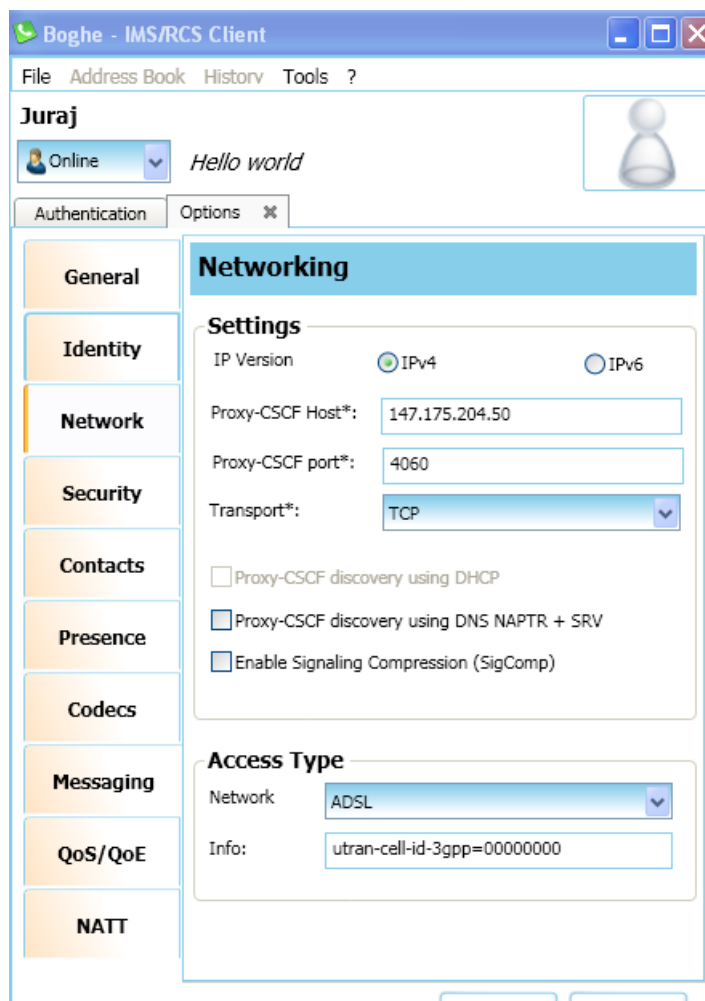 Boghe - IMS/RCS Client
File Address Book History Tools ?
Juraj
Online
Hello world
Authentication
Options
General
Identity
Network
Security
Contacts
Presence
Codecs
Messaging
QoS/QoE
NATT
Networking
Settings
IP Version IPv4 IPv6
Proxy-CSCF Host*: 147.175.204.50
Proxy-CSCF port*: 4060
Transport*: TCP
Proxy-CSCF discovery using DHCP
Proxy-CSCF discovery using DNS NAPTR + SRV
Enable Signaling Compression (SigComp)
Access Type
Network ADSL
Info: utran-cell-id-3gpp=00000000